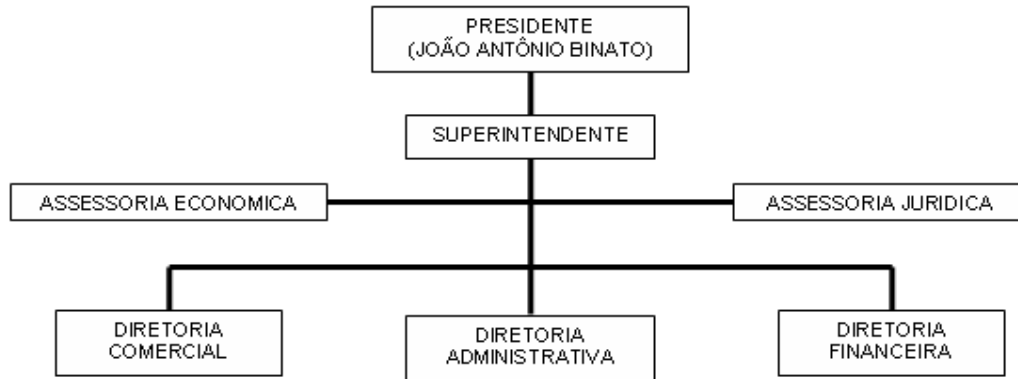 PRESIDENTE
(JOÃO ANTÔNIO BINATO)
SUPERINTENDENTE
ASSESSORIA ECONOMICA
ASSESSORIA JURIDICA
DIRETORIA
COMERCIAL
DIRETORIA
ADMINISTRATIVA
DIRETORIA
FINANCEIRA